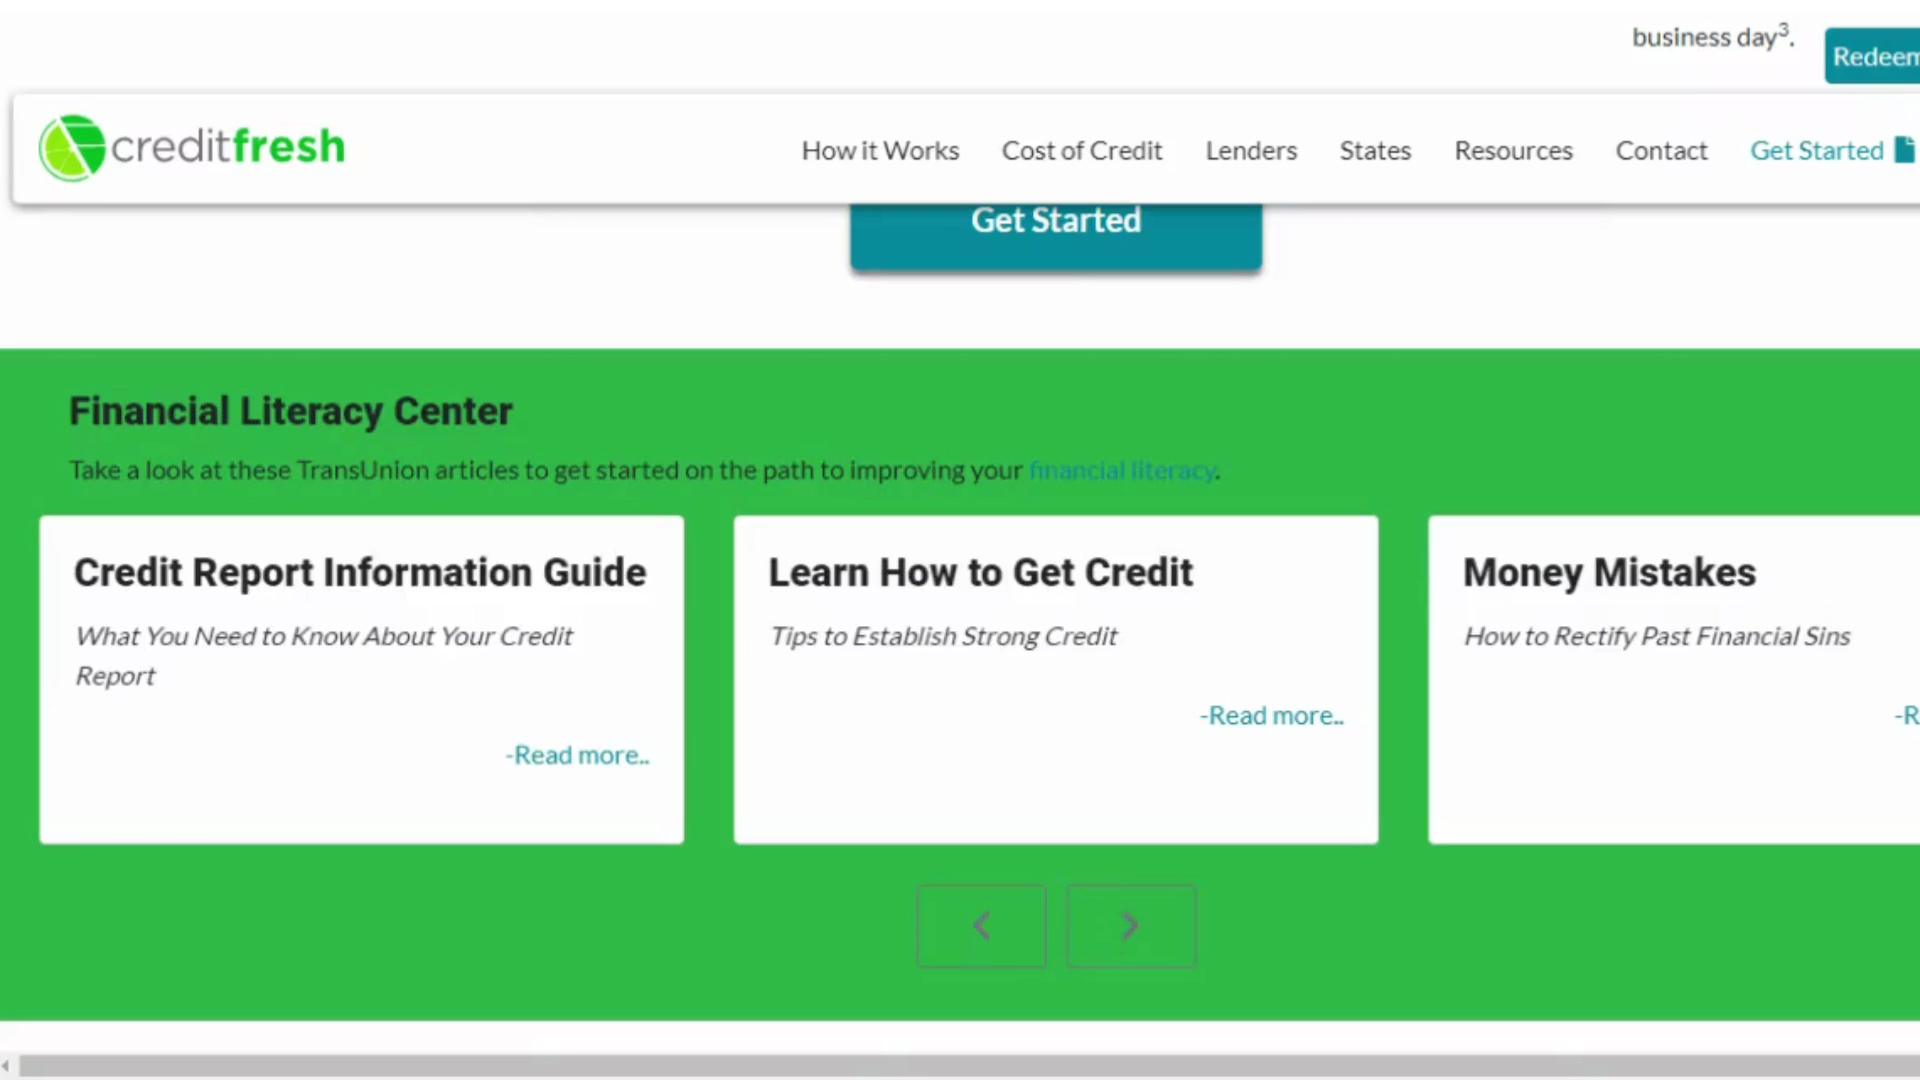 business day³.
Redeem
creditfresh
How it Works
Cost of Credit
Lenders
States
Resources
Contact
Get Started
Get Started
Financial Literacy Center
Take a look at these TransUnion articles to get started on the path to improving your financial literacy.
Credit Report Information Guide
What You Need to Know About Your Credit
Report
-Read more..
Learn How to Get Credit
Tips to Establish Strong Credit
-Read more..
Money Mistakes
How to Rectify Past Financial Sins
-R